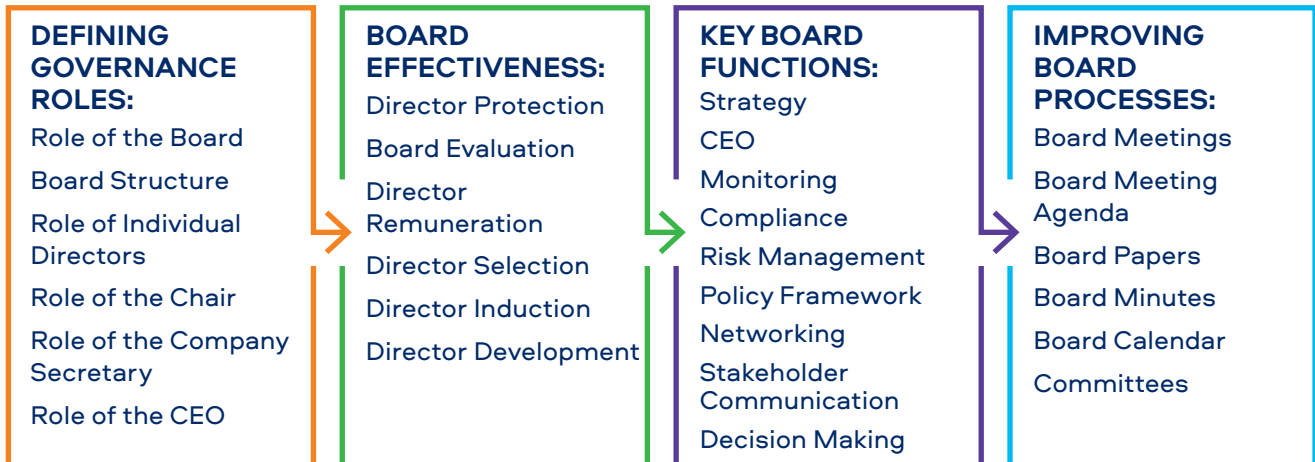 DEFINING
GOVERNANCE
ROLES:
Role of the Board
Board Structure
Role of Individual
Directors
Role of the Chair
Role of the Company
Secretary
Role of the CEO
BOARD
EFFECTIVENESS:
Director Protection
Board Evaluation
Director
Remuneration
Director Selection
Director Induction
Director Development
KEY BOARD
FUNCTIONS:
Strategy
CEO
Monitoring
Compliance
Risk Management
Policy Framework
Networking
Stakeholder
Communication
Decision Making
IMPROVING
BOARD
PROCESSES:
Board Meetings
Board Meeting
Agenda
Board Papers
Board Minutes
Board Calendar
Committees